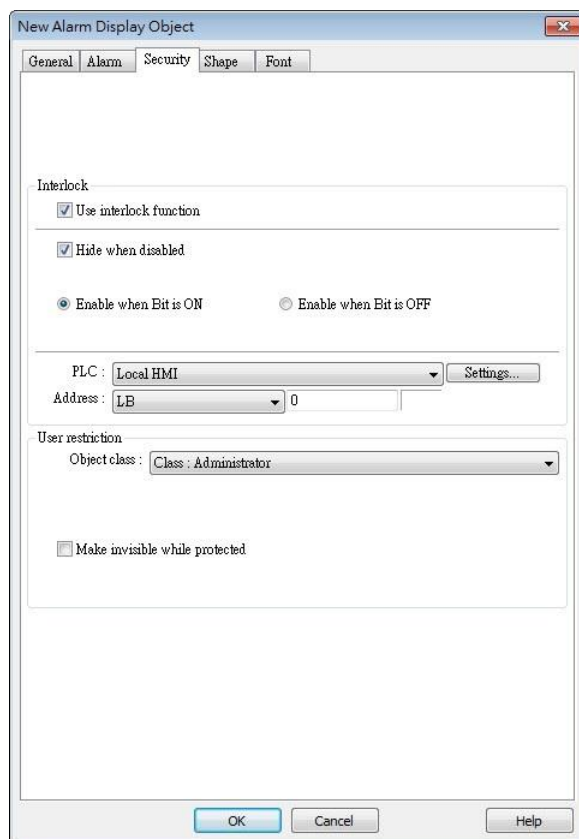 New Alarm Display Object
General Alarm Security Shape Font
Interlock
Use interlock function
Hide when disabled
Enable when Bit is ON Enable when Bit is OFF
PLC : Local HMI Settings...
Address : LB 0
User restriction
Object class : Class : Administrator
Make invisible while protected
OK Cancel Help